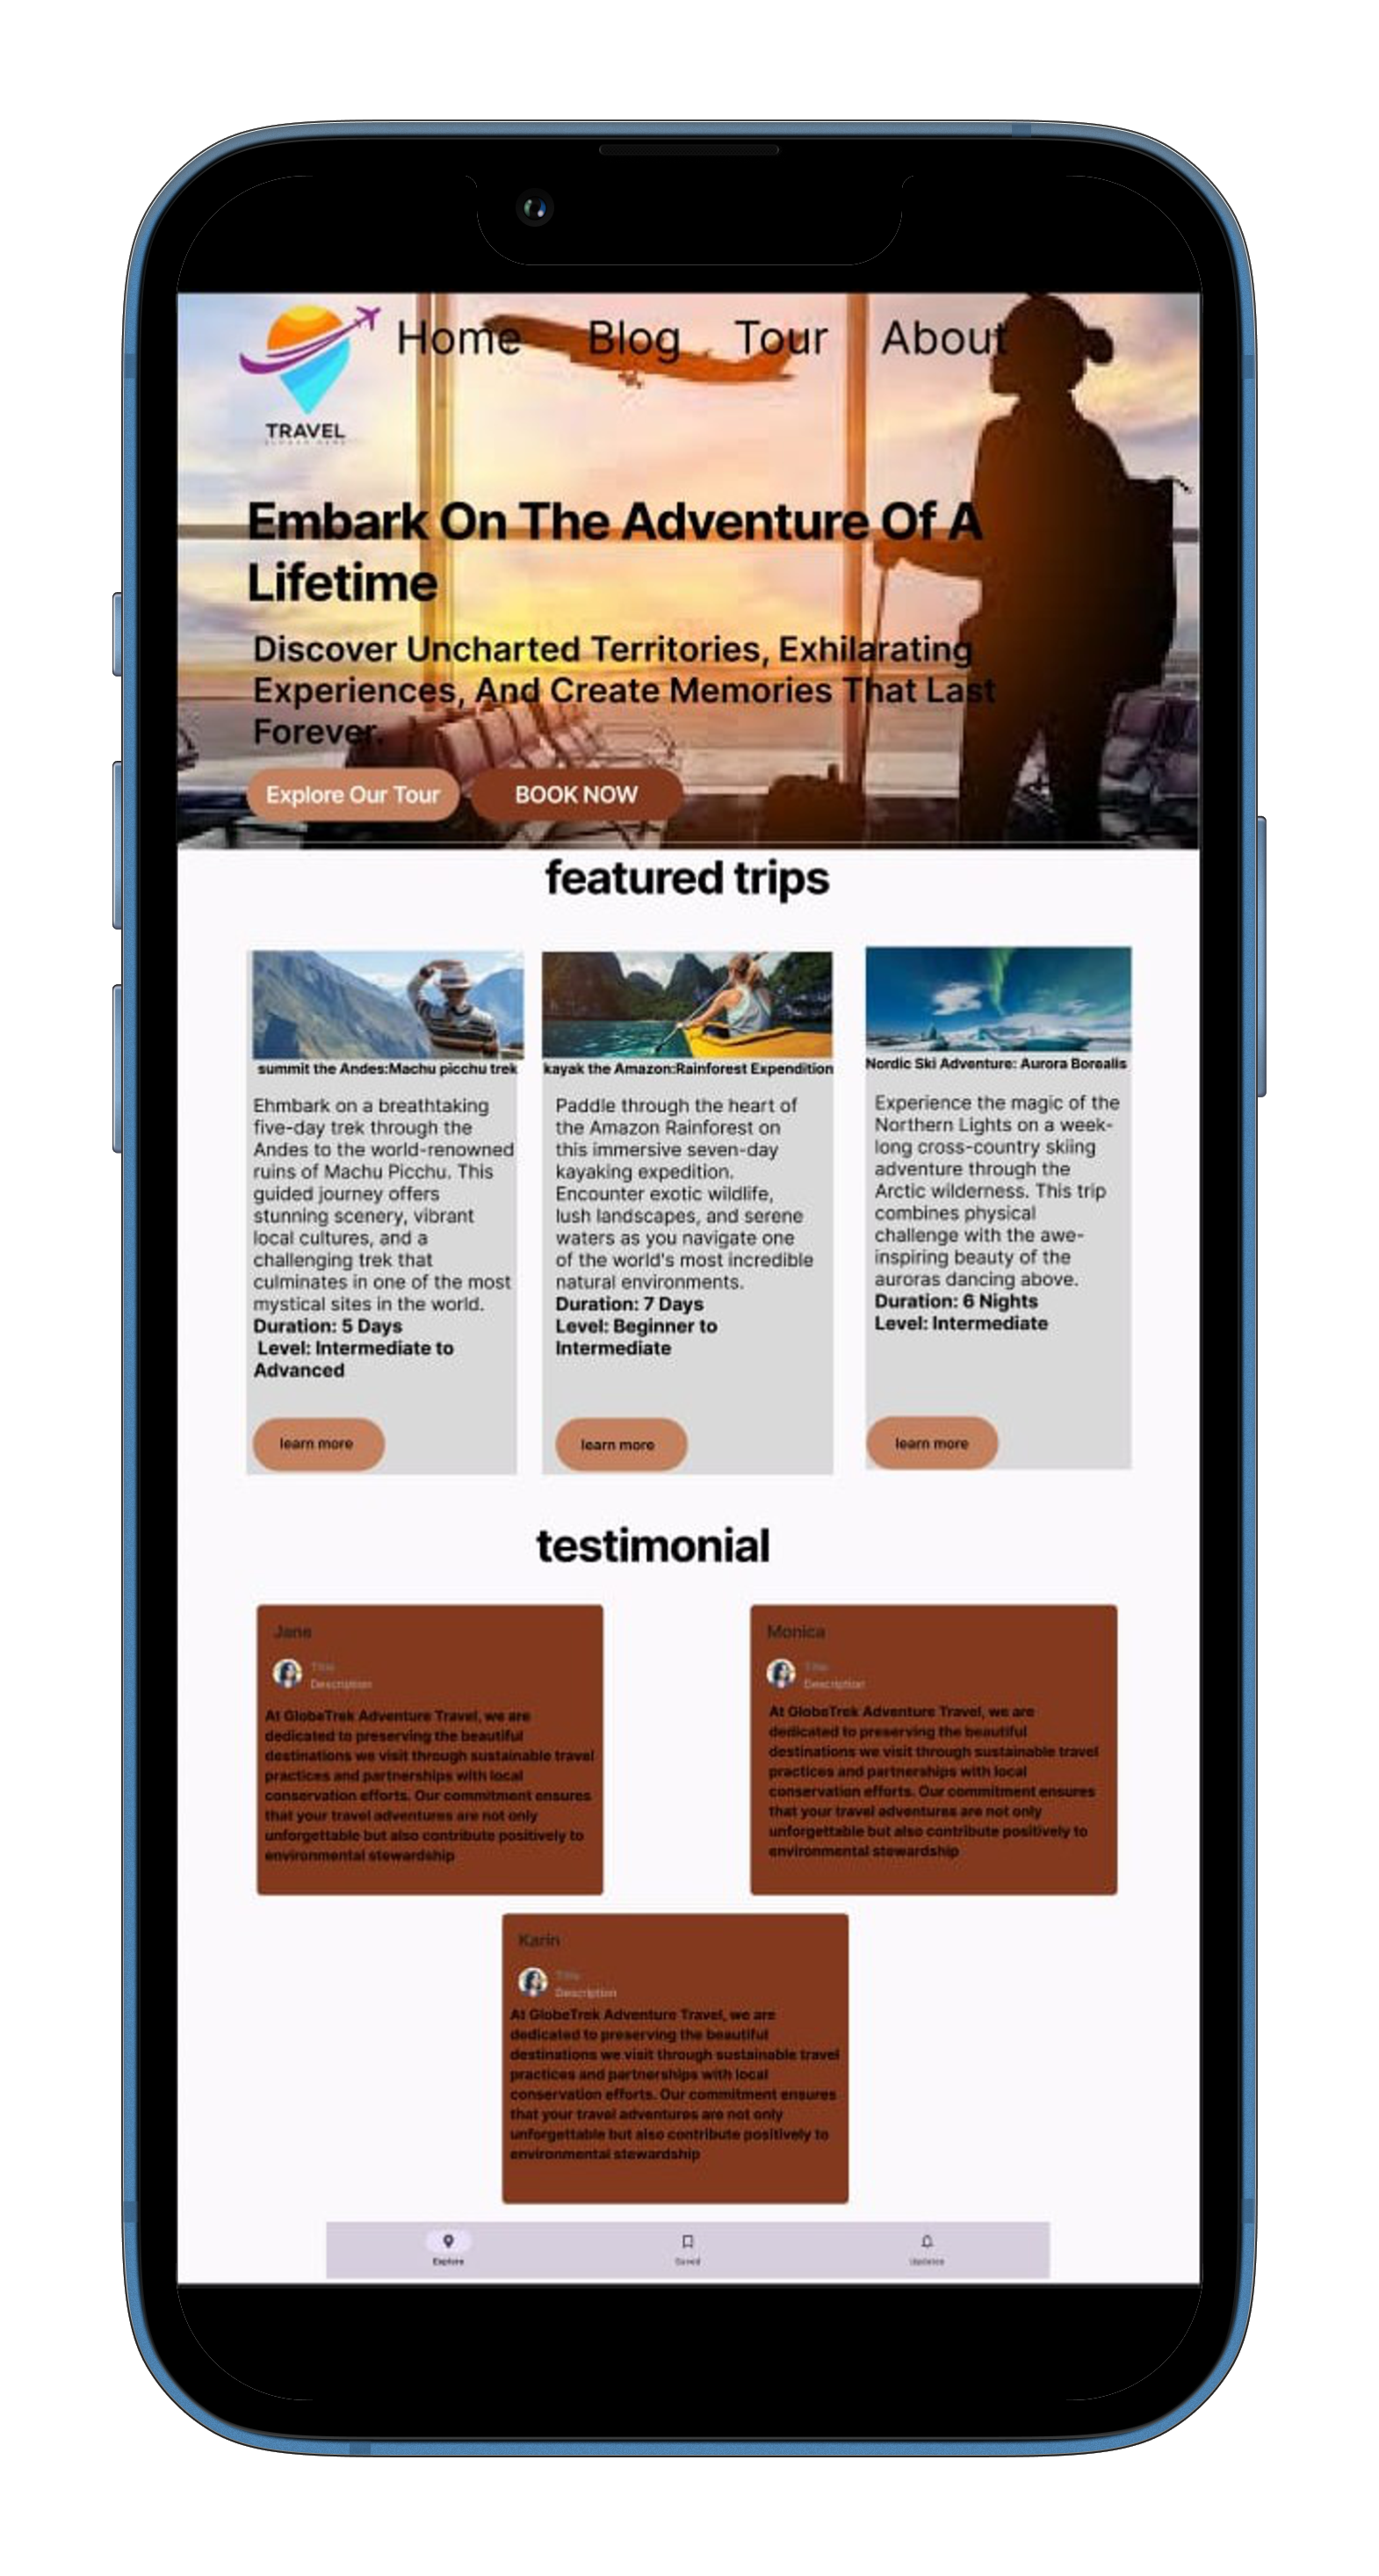 Home Blog Tour About
TRAVEL
Embark On The Adventure Of A
Lifetime
Discover Uncharted Territories, Exhilarating
Experiences, And Create Memories That Last
Forever.
Explore Our Tour
BOOK NOW
featured trips
summit the Andes:Machu picchu trek
Ehmbark on a breathtaking
five-day trek through the
Andes to the world-renowned
ruins of Machu Picchu. This
guided journey offers
stunning scenery, vibrant
local cultures, and a
challenging trek that
culminates in one of the most
mystical sites in the world.
Duration: 5 Days
Level: Intermediate to
Advanced
learn more
kayak the Amazon:Rainforest Expendition
Paddle through the heart of
the Amazon Rainforest on
this immersive seven-day
kayaking expedition.
Encounter exotic wildlife,
lush landscapes, and serene
waters as you navigate one
of the world's most incredible
natural environments.
Duration: 7 Days
Level: Beginner to
Intermediate
learn more
Nordic Ski Adventure: Aurora Borealis
Experience the magic of the
Northern Lights on a week-
long cross-country skiing
adventure through the
Arctic wilderness. This trip
combines physical
challenge with the awe-
inspiring beauty of the
auroras dancing above.
Duration: 6 Nights
Level: Intermediate
learn more
testimonial
Jane
Title
Description
At GlobeTrek Adventure Travel, we are
dedicated to preserving the beautiful
destinations we visit through sustainable travel
practices and partnerships with local
conservation efforts. Our commitment ensures
that your travel adventures are not only
unforgettable but also contribute positively to
environmental stewardship
Monica
Title
Description
At GlobeTrek Adventure Travel, we are
dedicated to preserving the beautiful
destinations we visit through sustainable travel
practices and partnerships with local
conservation efforts. Our commitment ensures
that your travel adventures are not only
unforgettable but also contribute positively to
environmental stewardship
Karin
Title
Description
At GlobeTrek Adventure Travel, we are
dedicated to preserving the beautiful
destinations we visit through sustainable travel
practices and partnerships with local
conservation efforts. Our commitment ensures
that your travel adventures are not only
unforgettable but also contribute positively to
environmental stewardship
Explore
Saved
Updates